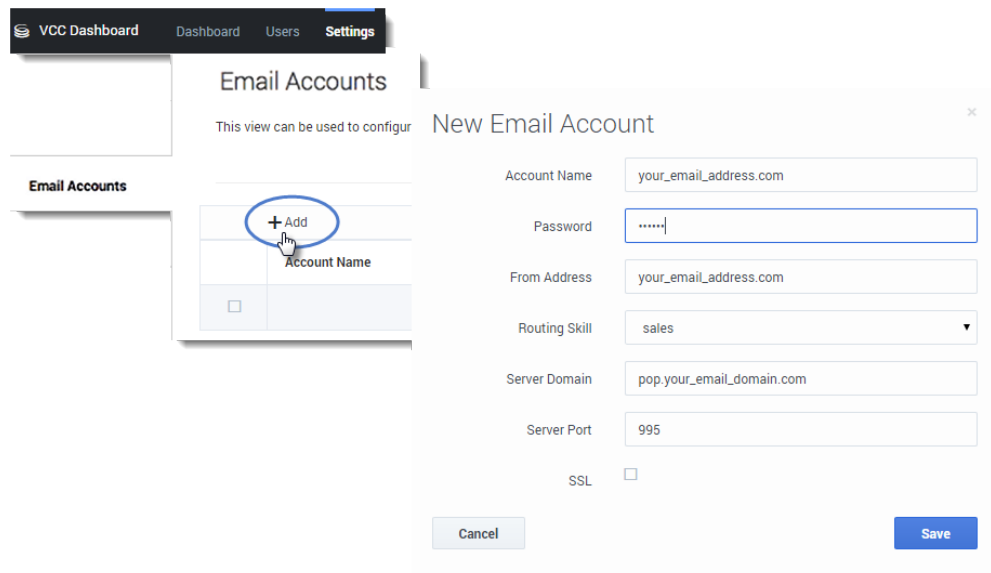 VCC Dashboard Dashboard Users Settings
Email Accounts
This view can be used to configur
Email Accounts
+ Add
Account Name
New Email Account
×
Account Name your_email_address.com
Password ••••••
From Address your_email_address.com
Routing Skill sales
Server Domain pop.your_email_domain.com
Server Port 995
SSL
Cancel Save